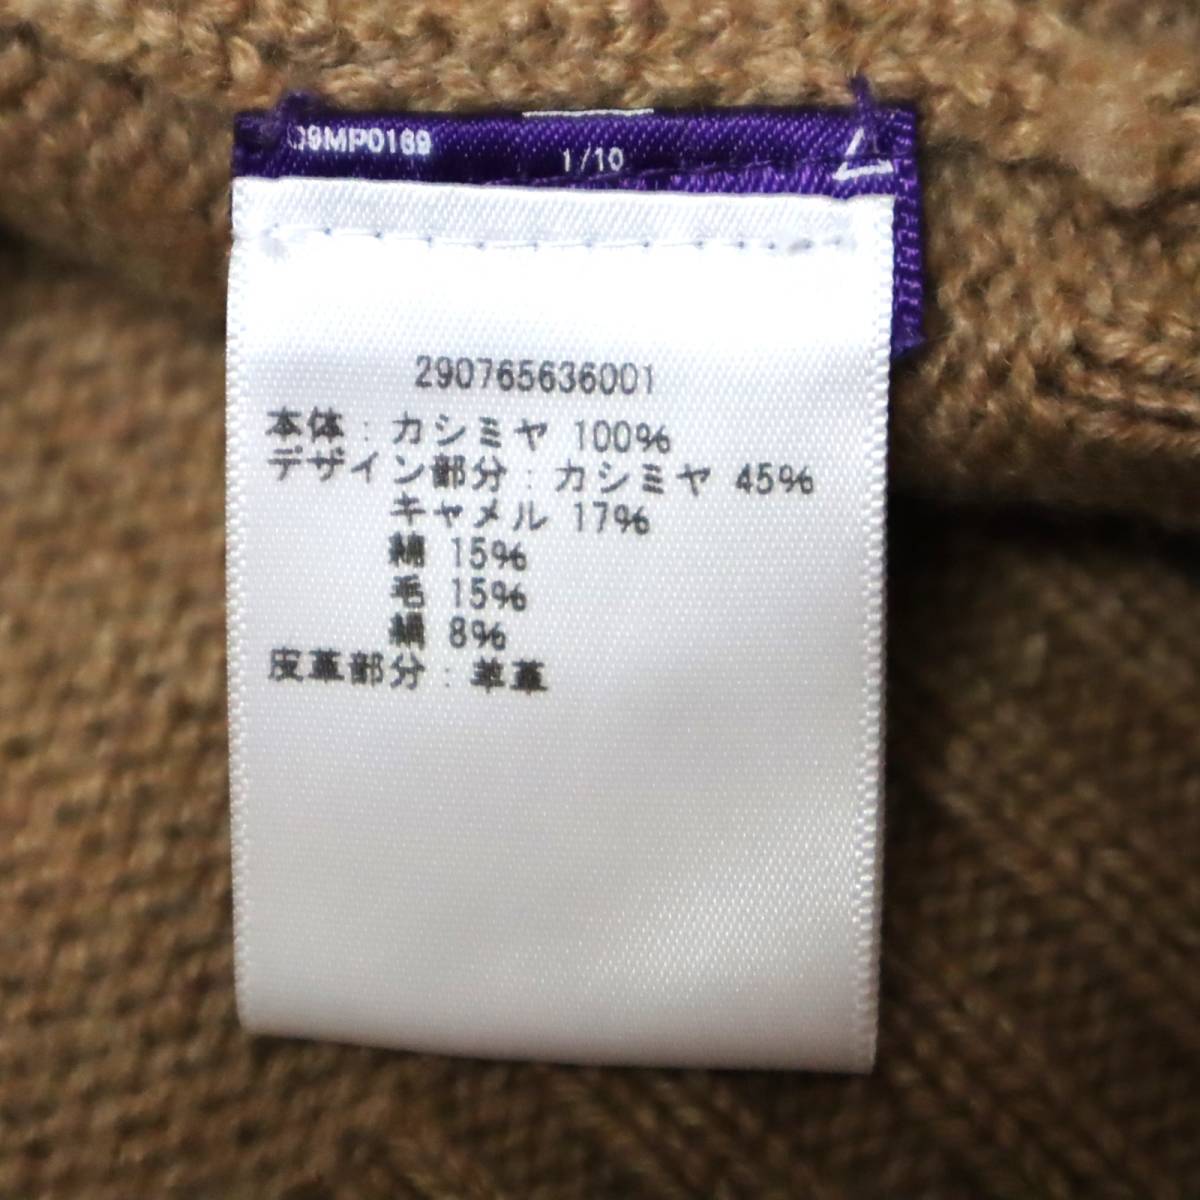 9MP0169
1/10
290765636001
本体：カシミヤ 100%
デザイン部分：カシミヤ 45%
キャメル 17%
綿 15%
毛 15%
絹 8%
皮革部分：羊革